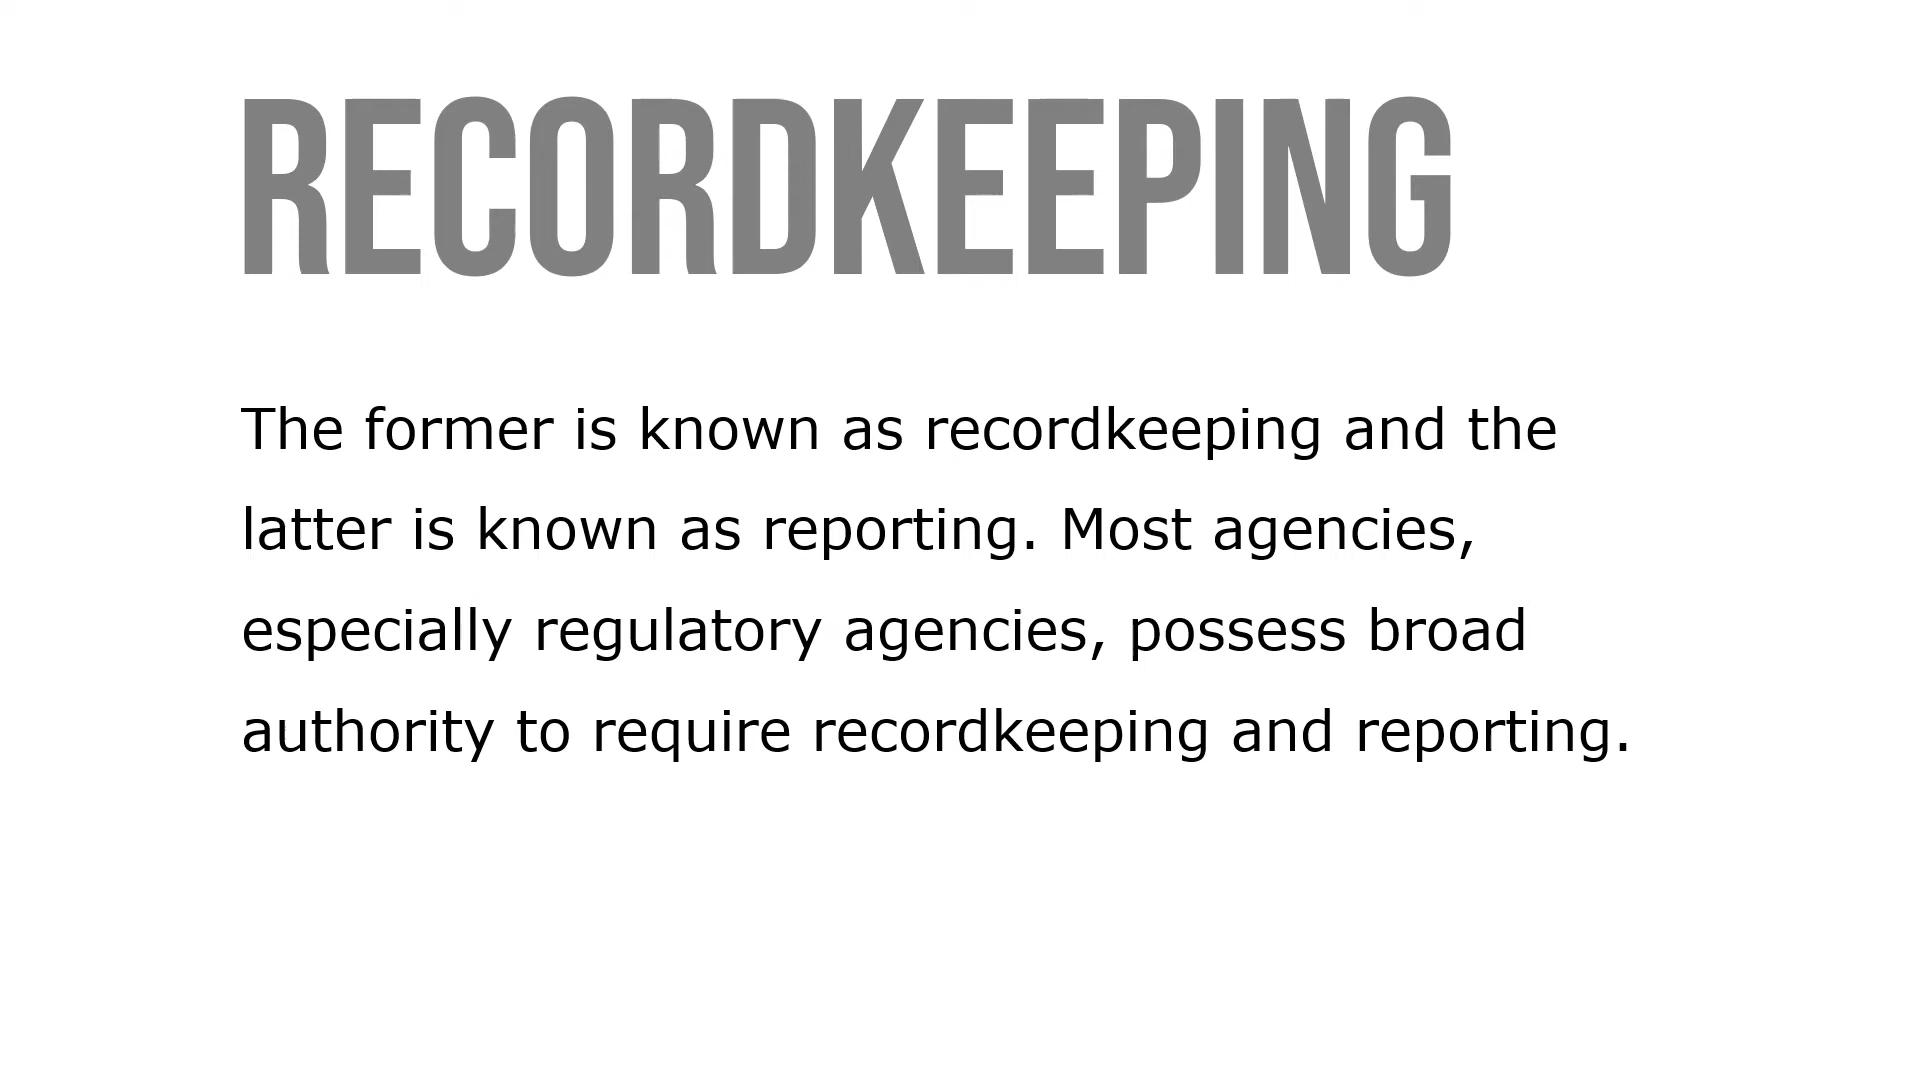 RECORDKEEPING
The former is known as recordkeeping and the
latter is known as reporting. Most agencies,
especially regulatory agencies, possess broad
authority to require recordkeeping and reporting.